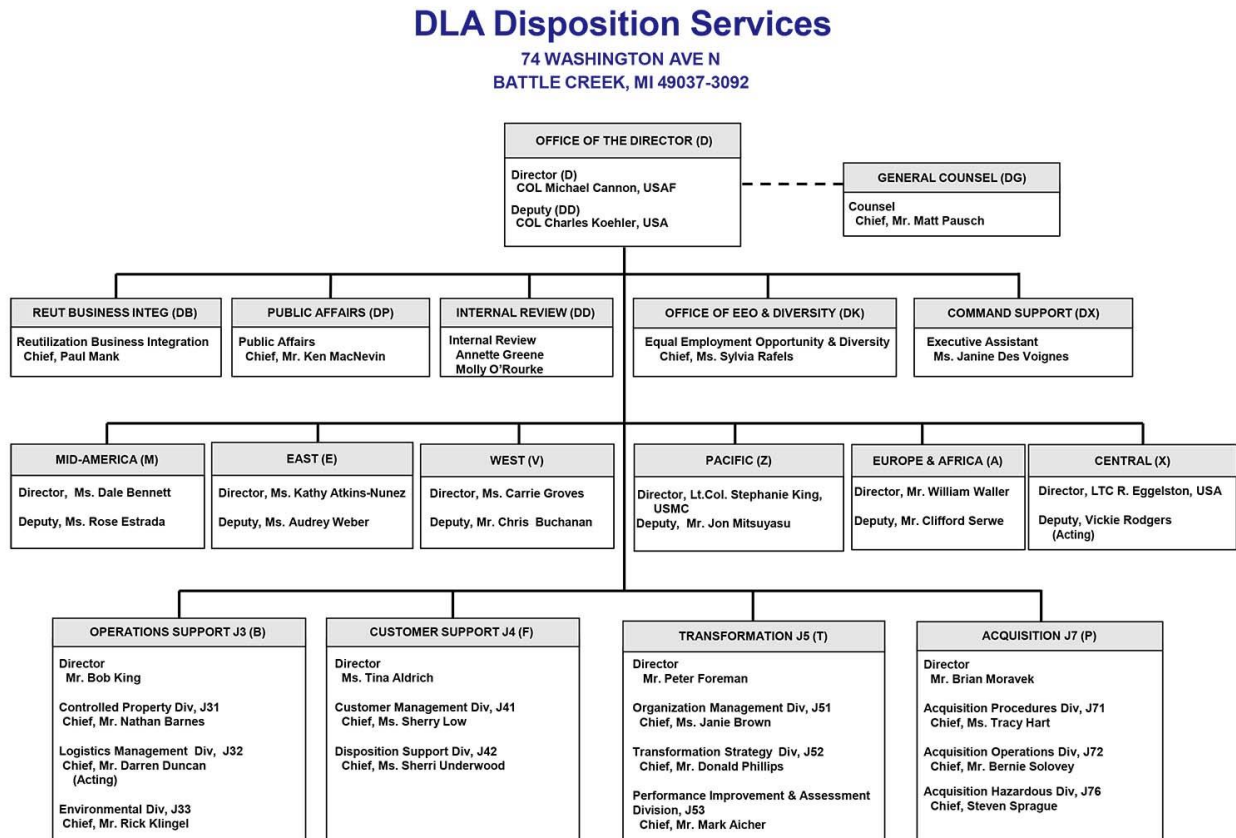 DLA Disposition Services
74 WASHINGTON AVE N
BATTLE CREEK, MI 49037-3092
OFFICE OF THE DIRECTOR (D)
Director (D)
COL Michael Cannon, USAF
Deputy (DD)
COL Charles Koehler, USA
GENERAL COUNSEL (DG)
Counsel
Chief, Mr. Matt Pausch
REUT BUSINESS INTEG (DB)
Reutilization Business Integration
Chief, Paul Mank
PUBLIC AFFAIRS (DP)
Public Affairs
Chief, Mr. Ken MacNevin
INTERNAL REVIEW (DD)
Internal Review
Annette Greene
Molly O'Rourke
OFFICE OF EEO & DIVERSITY (DK)
Equal Employment Opportunity & Diversity
Chief, Ms. Sylvia Rafels
COMMAND SUPPORT (DX)
Executive Assistant
Ms. Janine Des Voignes
MID-AMERICA (M)
Director, Ms. Dale Bennett
Deputy, Ms. Rose Estrada
EAST (E)
Director, Ms. Kathy Atkins-Nunez
Deputy, Ms. Audrey Weber
WEST (V)
Director, Ms. Carrie Groves
Deputy, Mr. Chris Buchanan
PACIFIC (Z)
Director, Lt.Col. Stephanie King,
USMC
Deputy, Mr. Jon Mitsuyasu
EUROPE & AFRICA (A)
Director, Mr. William Waller
Deputy, Mr. Clifford Serwe
CENTRAL (X)
Director, LTC R. Eggelston, USA
Deputy, Vickie Rodgers
(Acting)
OPERATIONS SUPPORT J3 (B)
Director
Mr. Bob King
Controlled Property Div, J31
Chief, Mr. Nathan Barnes
Logistics Management Div, J32
Chief, Mr. Darren Duncan
(Acting)
Environmental Div, J33
Chief, Mr. Rick Klingel
CUSTOMER SUPPORT J4 (F)
Director
Ms. Tina Aldrich
Customer Management Div, J41
Chief, Ms. Sherry Low
Disposition Support Div, J42
Chief, Ms. Sherri Underwood
TRANSFORMATION J5 (T)
Director
Mr. Peter Foreman
Organization Management Div, J51
Chief, Ms. Janie Brown
Transformation Strategy Div, J52
Chief, Mr. Donald Phillips
Performance Improvement & Assessment
Division, J53
Chief, Mr. Mark Aicher
ACQUISITION J7 (P)
Director
Mr. Brian Moravek
Acquisition Procedures Div, J71
Chief, Ms. Tracy Hart
Acquisition Operations Div, J72
Chief, Mr. Bernie Solovey
Acquisition Hazardous Div, J76
Chief, Steven Sprague